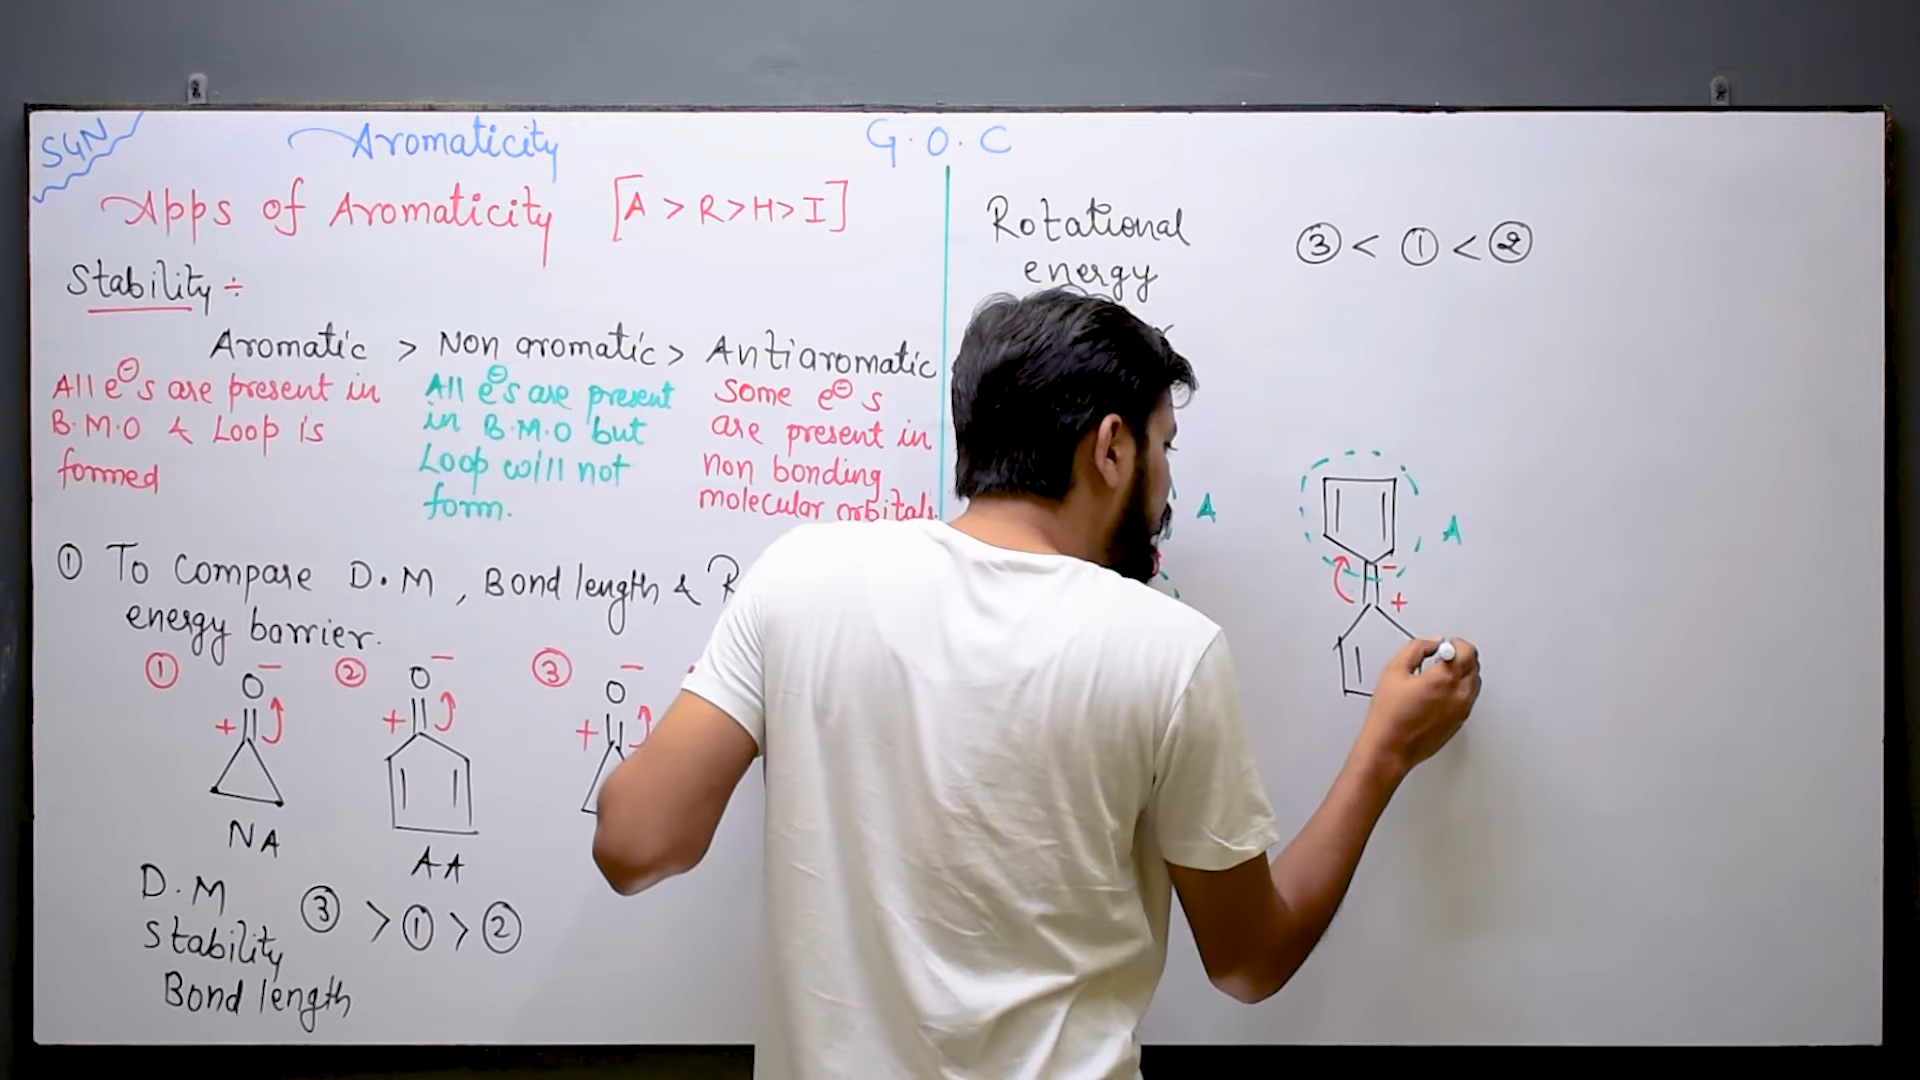 SGN
Aromaticity
G.O.C
Apps of Aromaticity [A > R > H > I]
Stability ÷
Aromatic > Non aromatic > Antiaromatic
All e⊖s are present in
B.M.O & Loop is
formed
All e⊖s are present
in B.M.O but
Loop will not
form.
Some e⊖s
are present in
non bonding
molecular orbitals.
① To Compare D.M, Bond length &
energy barrier.
① ② ③
O− O− O−
+ + +
NA
AA
D.M
Stability
Bond length
③ > ① > ②
Rotational
energy
③ < ① < ②
A
A
−
+